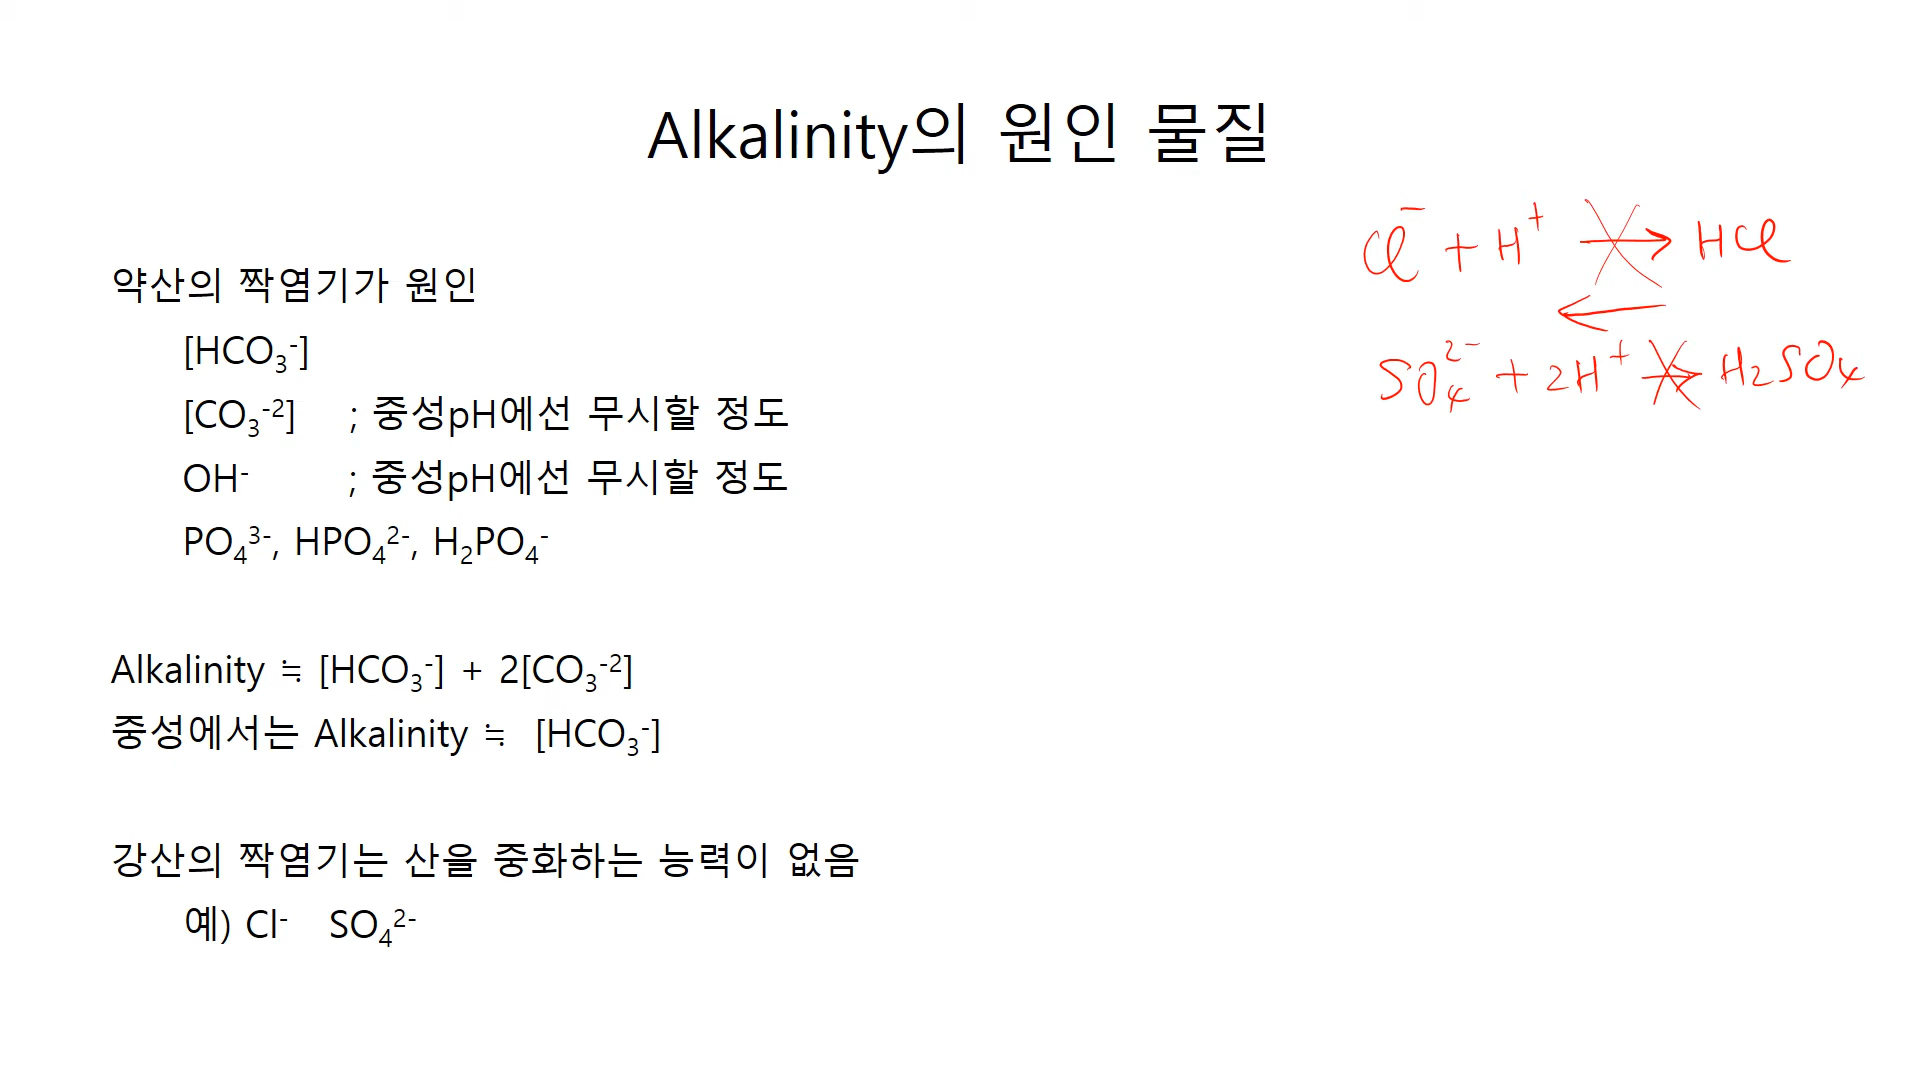 Alkalinity의 원인 물질
Cl⁻ + H⁺ → HCl
←
SO₄²⁻ + 2H⁺ → H₂SO₄
약산의 짝염기가 원인
[HCO₃⁻]
[CO₃⁻²] ; 중성pH에선 무시할 정도
OH⁻ ; 중성pH에선 무시할 정도
PO₄³⁻, HPO₄²⁻, H₂PO₄⁻
Alkalinity ≒ [HCO₃⁻] + 2[CO₃⁻²]
중성에서는 Alkalinity ≒ [HCO₃⁻]
강산의 짝염기는 산을 중화하는 능력이 없음
예) Cl⁻ SO₄²⁻